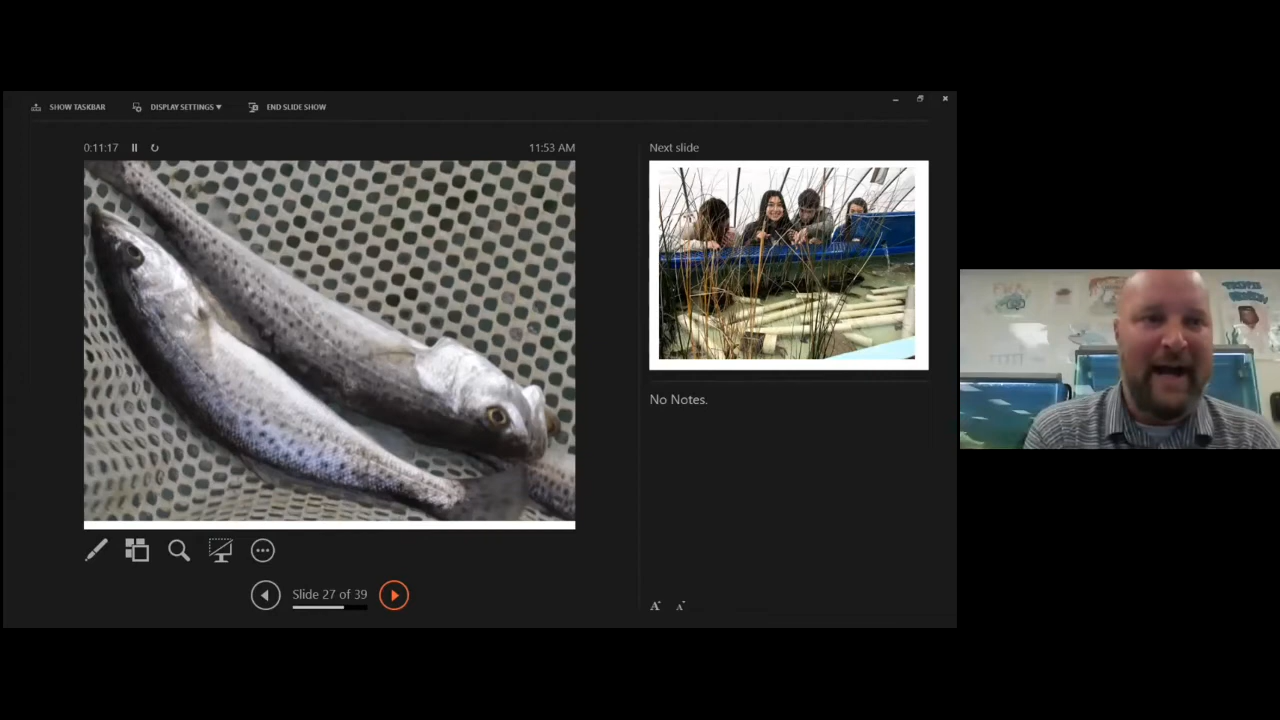 SHOW TASKBAR
DISPLAY SETTINGS ▾
END SLIDE SHOW
0:11:17
11:53 AM
Next slide
No Notes.
Slide 27 of 39
A
A